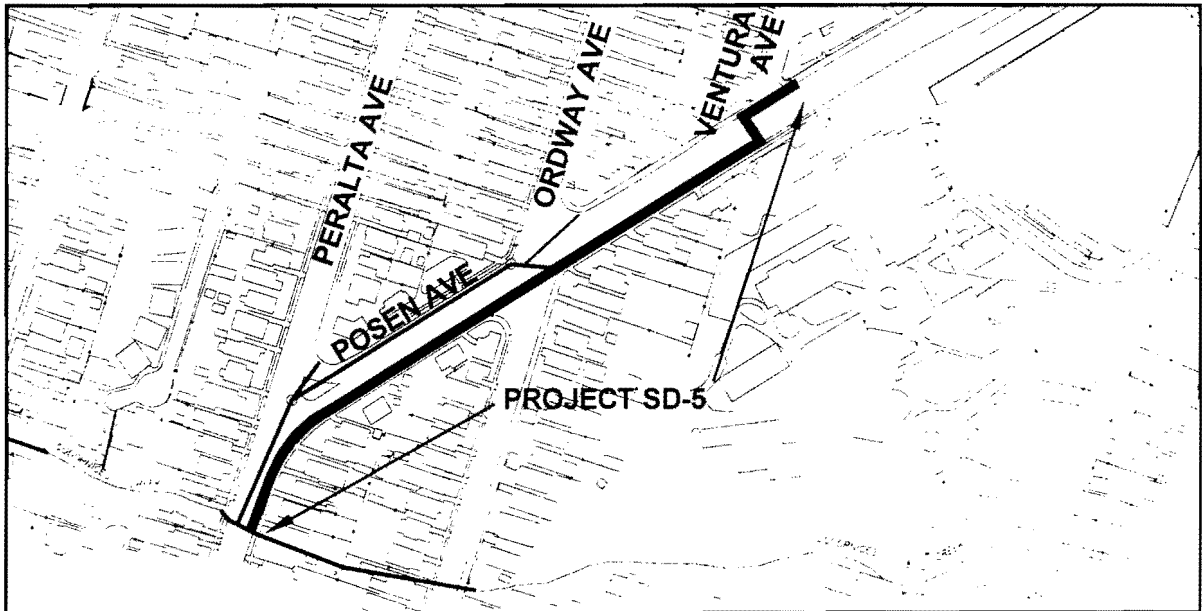 VENTURA
AVE
ORDWAY AVE
PERALTA AVE
POSEN AVE
PROJECT SD-5